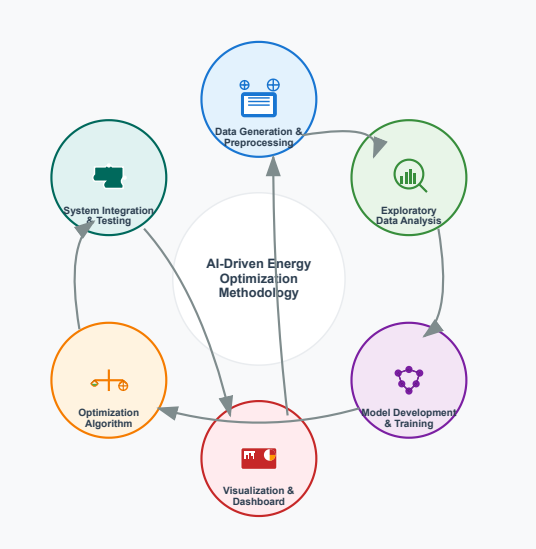 Data Generation &
Preprocessing
System Integration
& Testing
Exploratory
Data Analysis
AI-Driven Energy
Optimization
Methodology
Optimization
Algorithm
Model Development
& Training
Visualization &
Dashboard